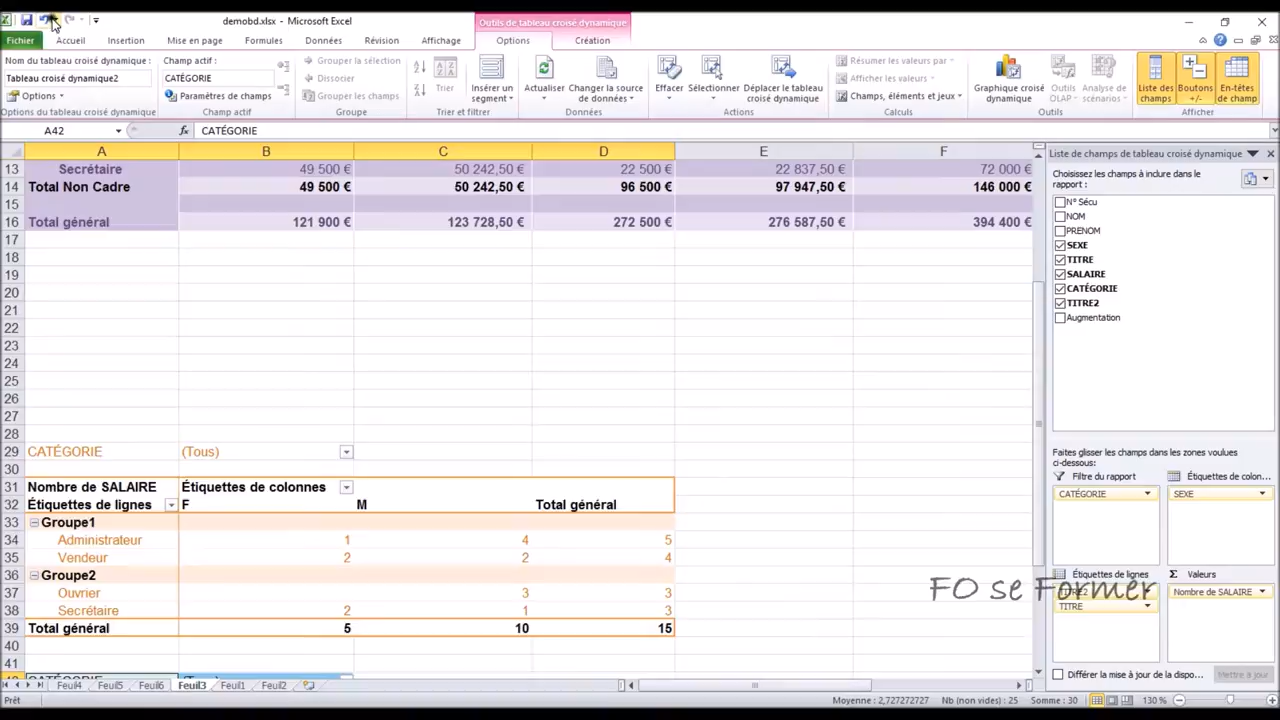 demobd.xlsx - Microsoft Excel
Outils de tableau croisé dynamique
Fichier Accueil Insertion Mise en page Formules Données Révision Affichage Options Création
Nom du tableau croisé dynamique :
Tableau croisé dynamique2
Options
Options du tableau croisé dynamique
Champ actif :
CATÉGORIE
Paramètres de champs
Champ actif
Grouper la sélection
Dissocier
Grouper les champs
Groupe
Trier
Insérer un segment
Trier et filtrer
Actualiser
Changer la source de données
Données
Effacer
Sélectionner
Déplacer le tableau croisé dynamique
Actions
Résumer les valeurs par
Afficher les valeurs
Champs, éléments et jeux
Calculs
Graphique croisé dynamique
Outils OLAP
Analyse de scénarios
Outils
Liste des champs
Boutons +/-
En-têtes de champ
Afficher
A42 fx CATÉGORIE
A B C D E F
13 Secrétaire 49 500 € 50 242,50 € 22 500 € 22 837,50 € 72 000 €
14 Total Non Cadre 49 500 € 50 242,50 € 96 500 € 97 947,50 € 146 000 €
15
16 Total général 121 900 € 123 728,50 € 272 500 € 276 587,50 € 394 400 €
17
18
19
20
21
22
23
24
25
26
27
28
29 CATÉGORIE (Tous)
30
31 Nombre de SALAIRE Étiquettes de colonnes
32 Étiquettes de lignes F M Total général
33 Groupe1
34 Administrateur 1 4 5
35 Vendeur 2 2 4
36 Groupe2
37 Ouvrier 3 3
38 Secrétaire 2 1 3
39 Total général 5 10 15
40
41
Liste de champs de tableau croisé dynamique
Choisissez les champs à inclure dans le rapport :
N° Sécu
NOM
PRENOM
SEXE
TITRE
SALAIRE
CATÉGORIE
TITRE2
Augmentation
Faites glisser les champs dans les zones voulues ci-dessous:
Filtre du rapport
CATÉGORIE
Étiquettes de colon...
SEXE
Étiquettes de lignes
TITRE2
TITRE
Σ Valeurs
Nombre de SALAIRE
FO se Former
Différer la mise à jour de la dispo... Mettre à jour
Feuil4 Feuil5 Feuil6 Feuil3 Feuil1 Feuil2
Prêt Moyenne : 2,727272727 Nb (non vides) : 25 Somme : 30 130 %